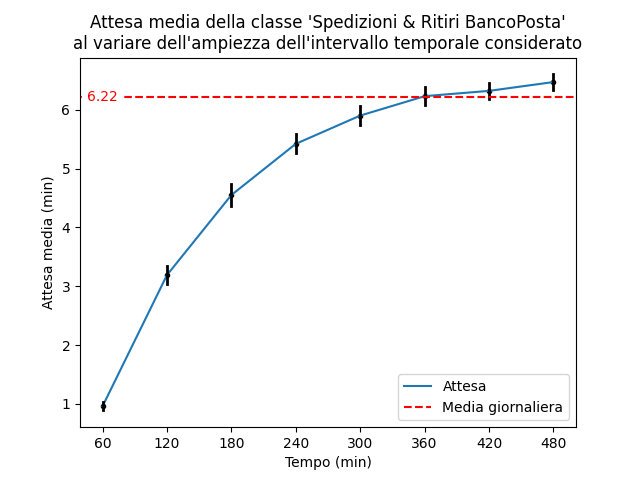 Attesa media della classe 'Spedizioni & Ritiri BancoPosta'
al variare dell'ampiezza dell'intervallo temporale considerato
6.22
6
5
4
3
2
1
Attesa media (min)
Attesa
Media giornaliera
60 120 180 240 300 360 420 480
Tempo (min)